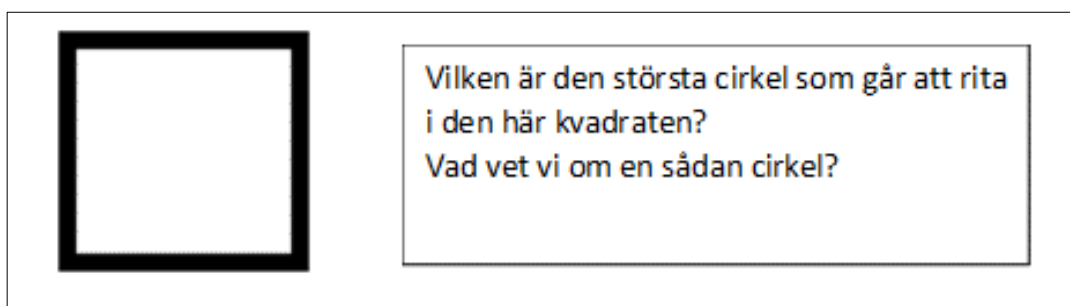 Vilken är den största cirkel som går att rita
i den här kvadraten?
Vad vet vi om en sådan cirkel?